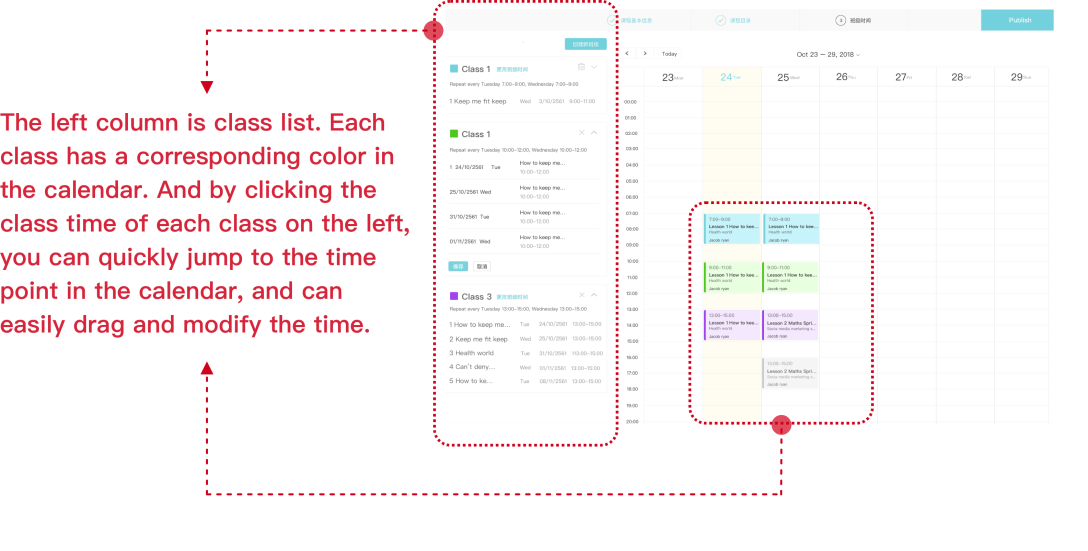 The left column is class list. Each
class has a corresponding color in
the calendar. And by clicking the
class time of each class on the left,
you can quickly jump to the time
point in the calendar, and can
easily drag and modify the time.
课程基本信息
课程目录
3 班级时间
Publish
Class 1 更改班级时间
Repeat every Tuesday 7:00-9:00, Wednesday 7:00-9:00
1 Keep me fit keep Wed 3/10/2561 9:00-11:00
Class 1
Repeat every Tuesday 10:00-12:00, Wednesday 10:00-12:00
1 24/10/2561 Tue How to keep me...
10:00-12:00
25/10/2561 Wed How to keep me...
10:00-12:00
31/10/2561 Tue How to keep me...
10:00-12:00
01/11/2561 Wed How to keep me...
10:00-12:00
保存 取消
Class 3 更改班级时间
Repeat every Tuesday 13:00-15:00, Wednesday 13:00-15:00
1 How to keep me... Tue 24/10/2561 13:00-15:00
2 Keep me fit keep Wed 25/10/2561 13:00-15:00
3 Health world Tue 31/10/2561 113:00-15:00
4 Can't deny... Wed 01/11/2561 13:00-15:00
5 How to ke... Tue 08/11/2561 13:00-15:00
< > Today
Oct 23 — 29, 2018
23 Mon 24 Tue 25 Wed 26 Thu 27 Fri 28 Sat 29 Sun
00:00
01:00
02:00
03:00
04:00
05:00
06:00
07:00
08:00
09:00
10:00
11:00
12:00
13:00
14:00
15:00
16:00
17:00
18:00
19:00
20:00
7:00-9:00
Lesson 1 How to kee...
Health world
Jacob ryan
7:00-9:00
Lesson 1 How to kee...
Health world
Jacob ryan
9:00-11:00
Lesson 1 How to kee...
Health world
Jacob ryan
9:00-11:00
Lesson 1 How to kee...
Health world
Jacob ryan
13:00-15:00
Lesson 1 How to kee...
Health world
Jacob ryan
13:00-15:00
Lesson 2 Maths Spri...
Socia media marketing s...
Jacob ryan
Lesson 2 Maths Spri...
Socia media marketing s...
Jacob ryan